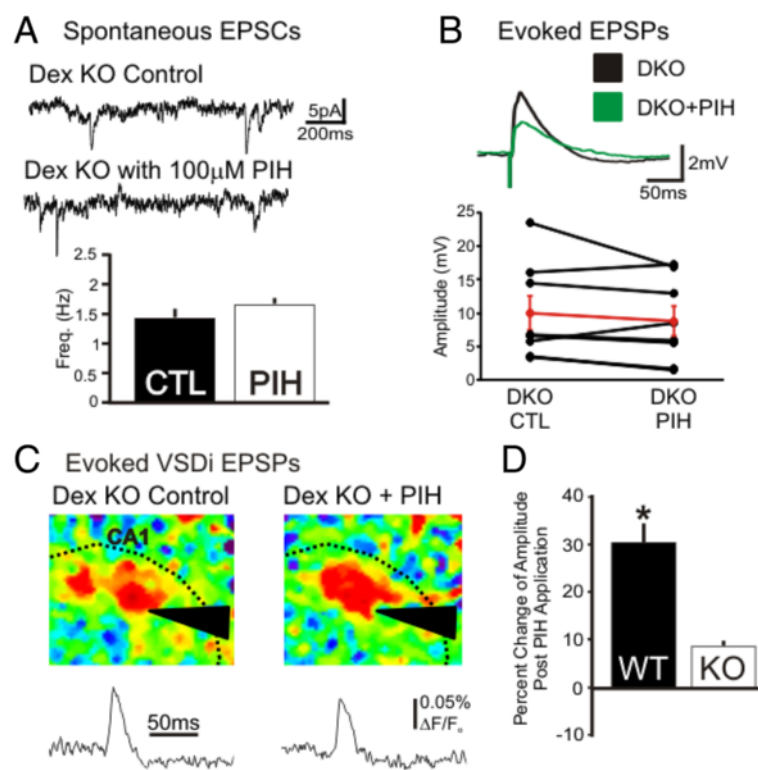 A Spontaneous EPSCs
Dex KO Control
5pA
200ms
Dex KO with 100µM PIH
2.5
2
1.5
1
0.5
0
Freq. (Hz)
CTL
PIH
B Evoked EPSPs
DKO
DKO+PIH
2mV
50ms
25
20
15
10
5
0
Amplitude (mV)
DKO
CTL
DKO
PIH
C Evoked VSDi EPSPs
Dex KO Control
Dex KO + PIH
CA1
50ms
0.05%
ΔF/F₀
D
40
30
20
10
0
-10
Percent Change of Amplitude
Post PIH Application
*
WT
KO